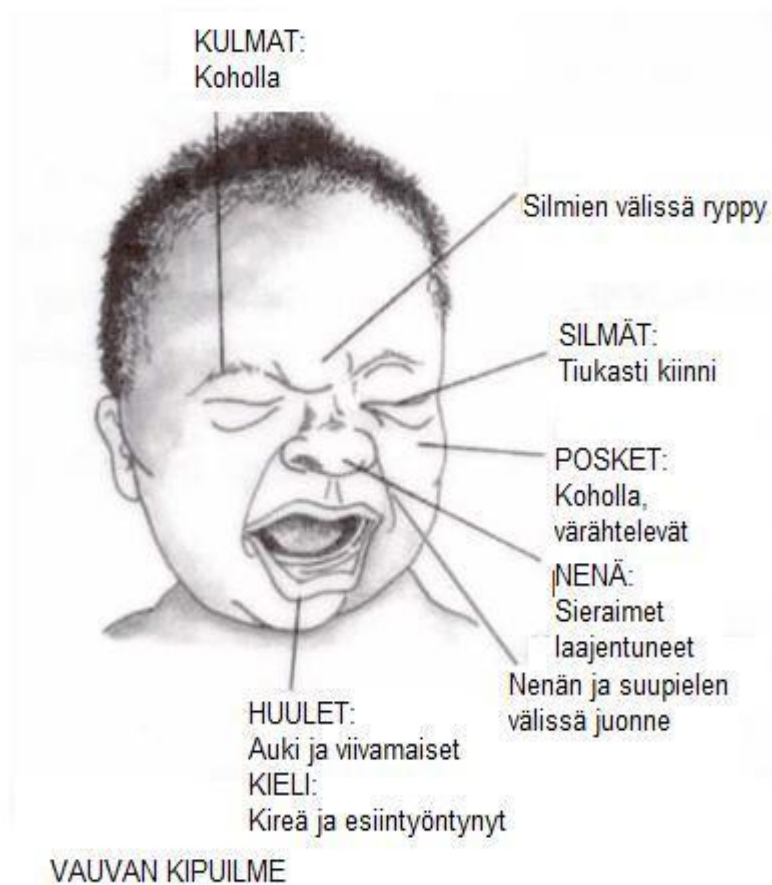 KULMAT:
Koholla
Silmien välissä ryppy
SILMÄT:
Tiukasti kiinni
POSKET:
Koholla,
värähtelevät
NENÄ:
Sieraimet
laajentuneet
Nenän ja suupielen
välissä juonne
HUULET:
Auki ja viivamaiset
KIELI:
Kireä ja esiintyöntynyt
VAUVAN KIPUILME